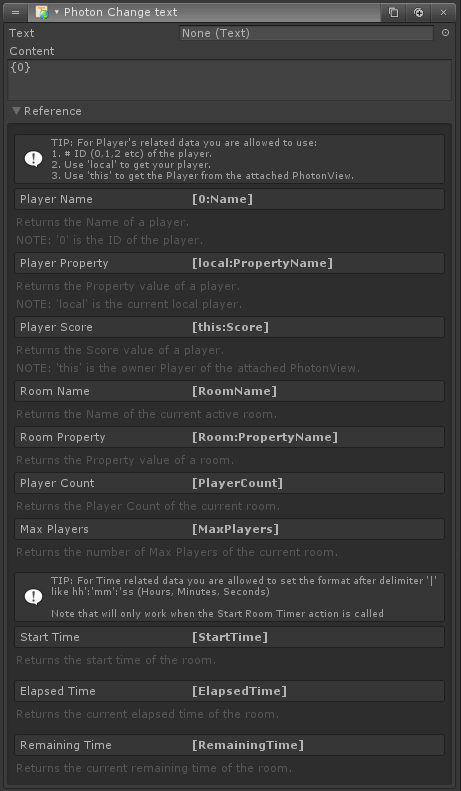 Photon Change text
Text None (Text)
Content
{0}
Reference
TIP: For Player's related data you are allowed to use:
1. # ID (0,1,2 etc) of the player.
2. Use 'local' to get your player.
3. Use 'this' to get the Player from the attached PhotonView.
Player Name [0:Name]
Returns the Name of a player.
NOTE: '0' is the ID of the player.
Player Property [local:PropertyName]
Returns the Property value of a player.
NOTE: 'local' is the current local player.
Player Score [this:Score]
Returns the Score value of a player.
NOTE: 'this' is the owner Player of the attached PhotonView.
Room Name [RoomName]
Returns the Name of the current active room.
Room Property [Room:PropertyName]
Returns the Property value of a room.
Player Count [PlayerCount]
Returns the Player Count of the current room.
Max Players [MaxPlayers]
Returns the number of Max Players of the current room.
TIP: For Time related data you are allowed to set the format after delimiter '|'
like hh':'mm':'ss (Hours, Minutes, Seconds)
Note that will only work when the Start Room Timer action is called
Start Time [StartTime]
Returns the start time of the room.
Elapsed Time [ElapsedTime]
Returns the current elapsed time of the room.
Remaining Time [RemainingTime]
Returns the current remaining time of the room.